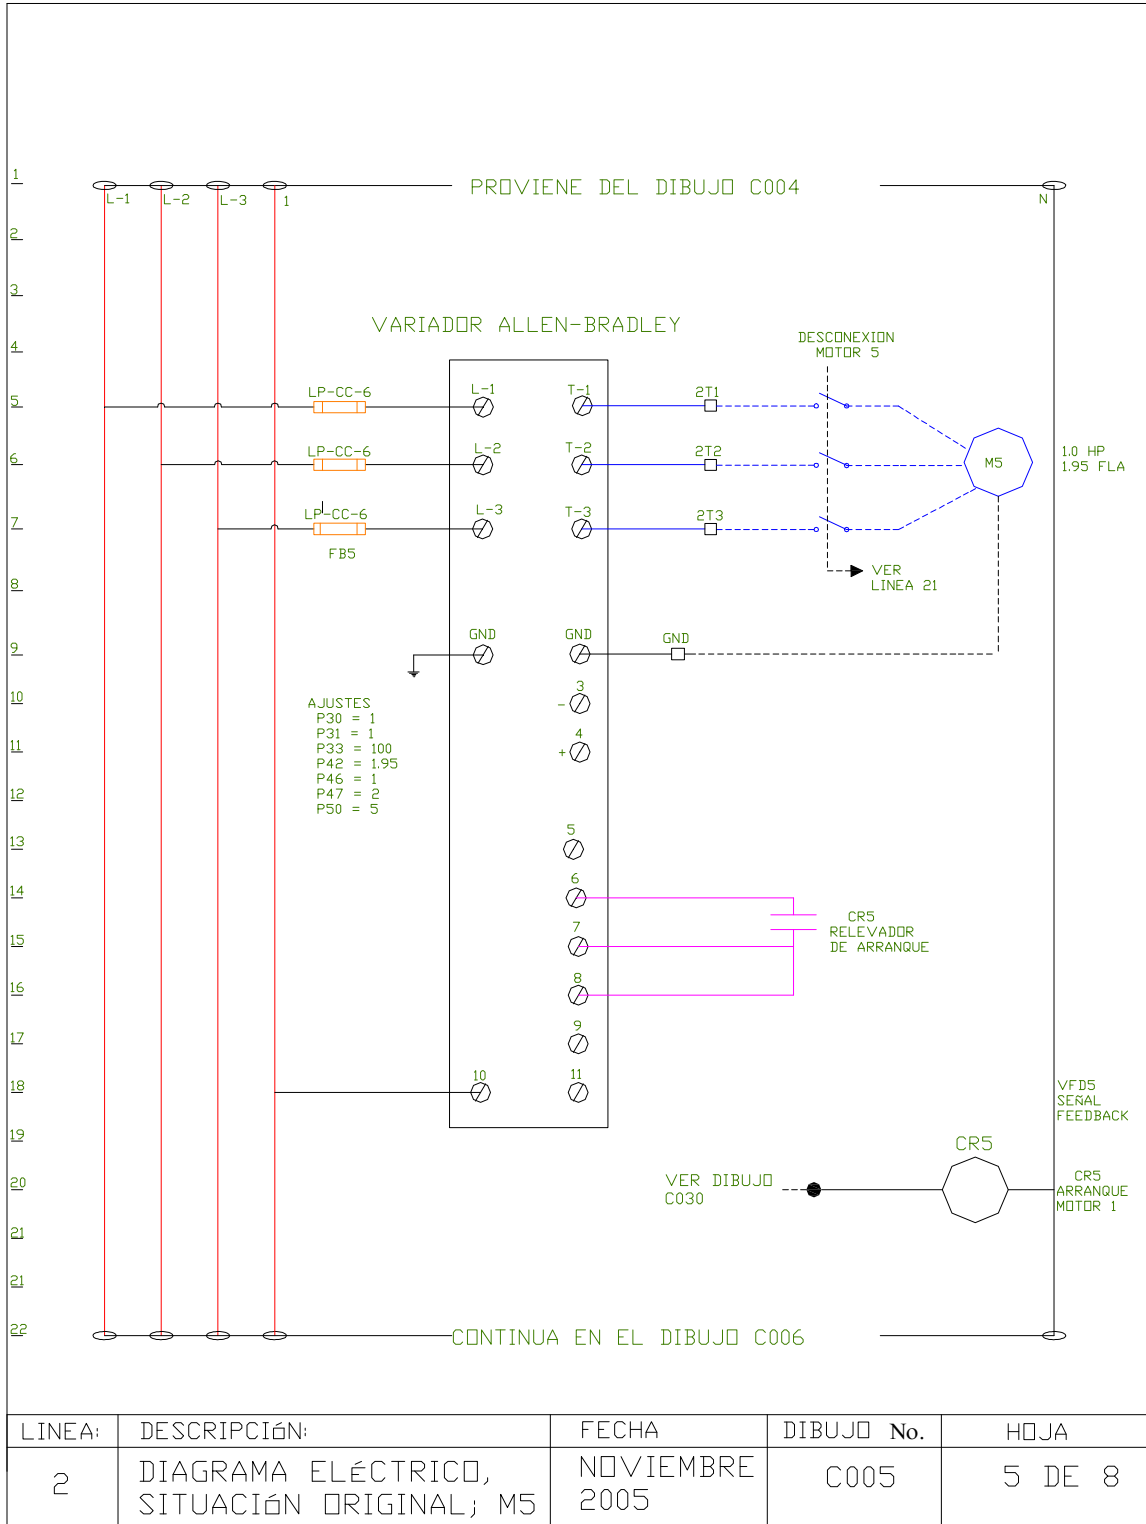 1
PROVIENE DEL DIBUJO C004
L-1 L-2 L-3 1 N
2
3
VARIADOR ALLEN-BRADLEY
DESCONEXION
MOTOR 5
4
5
LP-CC-6
L-1
T-1
2T1
6
LP-CC-6
L-2
T-2
2T2
M5
1.0 HP
1.95 FLA
7
LP-CC-6
L-3
T-3
2T3
FB5
VER
LINEA 21
8
9
GND
GND
GND
10
AJUSTES
P30 = 1
P31 = 1
P33 = 100
P42 = 1.95
P46 = 1
P47 = 2
P50 = 5
3
-
11
4
+
12
13
5
14
6
CR5
RELEVADOR
DE ARRANQUE
15
7
16
8
17
9
18
10
11
VFD5
SEÑAL
FEEDBACK
19
CR5
20
VER DIBUJO
C030
CR5
ARRANQUE
MOTOR 1
21
21
22
CONTINUA EN EL DIBUJO C006
LINEA: DESCRIPCIóN: FECHA DIBUJO No. HOJA
2
DIAGRAMA ELéCTRICO,
SITUACIóN ORIGINAL; M5
NOVIEMBRE
2005
C005
5 DE 8